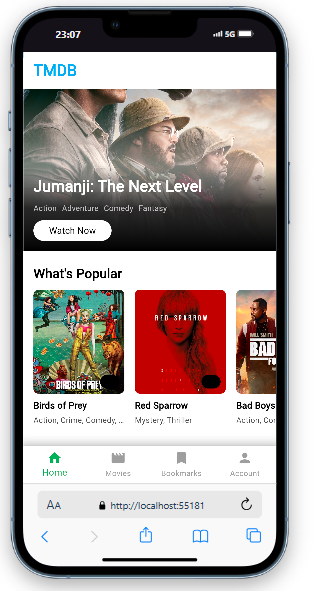 23:07
5G
TMDB
Jumanji: The Next Level
Action Adventure Comedy Fantasy
Watch Now
What's Popular
BIRDS OF PREY
RED SPARROW
WILL SMITH
BAD
Birds of Prey
Red Sparrow
Bad Boys
Action, Crime, Comedy, ...
Mystery, Thriller
Action, Co
Home
Movies
Bookmarks
Account
AA
http://localhost:55181